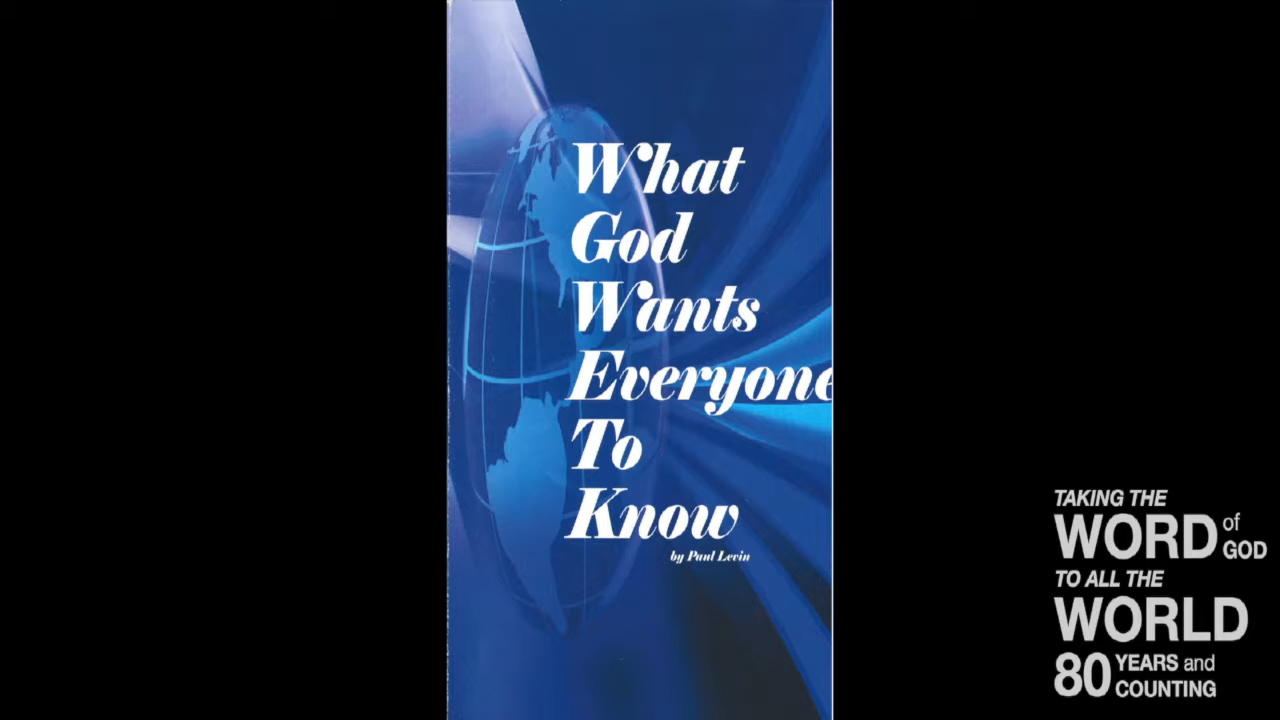 What
God
Wants
Everyone
To
Know
by Paul Levin
TAKING THE
WORD of
GOD
TO ALL THE
WORLD
80 YEARS and
COUNTING